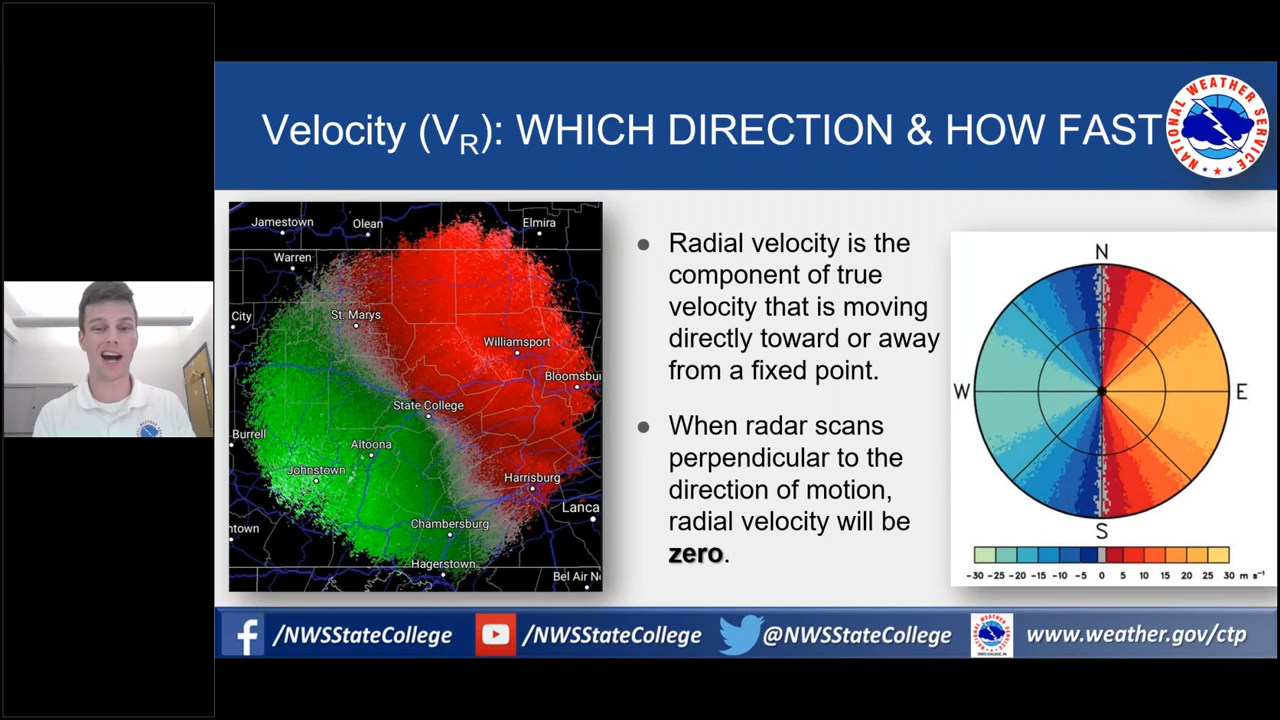 Velocity (VR): WHICH DIRECTION & HOW FAST
NATIONAL WEATHER SERVICE
Jamestown
Olean
Elmira
Warren
City
St. Marys
Williamsport
Bloomsbu
State College
Burrell
Altoona
Johnstown
Harrisburg
Lanca
Chambersburg
ntown
Hagerstown
Bel Air N
● Radial velocity is the
component of true
velocity that is moving
directly toward or away
from a fixed point.
● When radar scans
perpendicular to the
direction of motion,
radial velocity will be
zero.
N
W
E
S
-30 -25 -20 -15 -10 -5 0 5 10 15 20 25 30 m s⁻¹
/NWSStateCollege
/NWSStateCollege
@NWSStateCollege
www.weather.gov/ctp